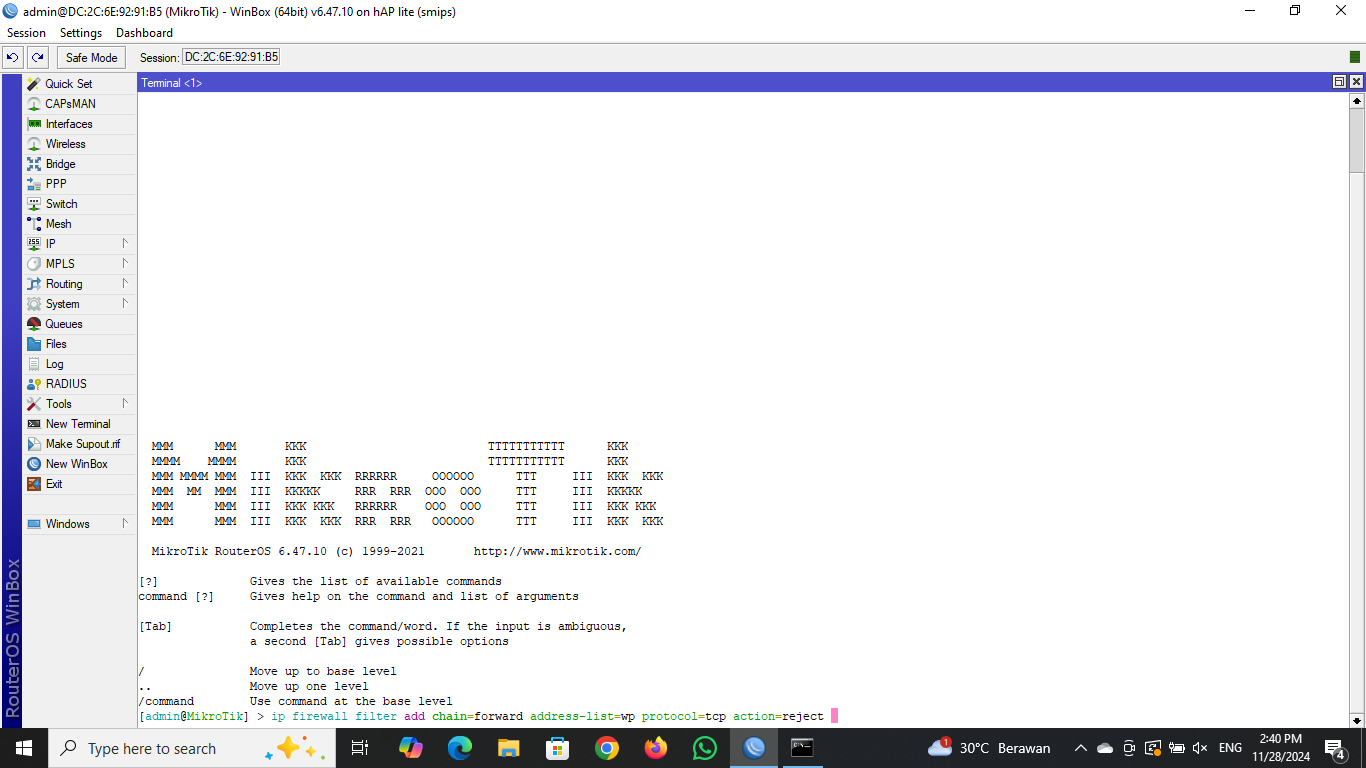 admin@DC:2C:6E:92:91:B5 (MikroTik) - WinBox (64bit) v6.47.10 on hAP lite (smips)
Session Settings Dashboard
Safe Mode Session: DC:2C:6E:92:91:B5
Terminal <1>
Quick Set
CAPsMAN
Interfaces
Wireless
Bridge
PPP
Switch
Mesh
IP
MPLS
Routing
System
Queues
Files
Log
RADIUS
Tools
New Terminal
Make Supout.rif
New WinBox
Exit
Windows
RouterOS WinBox
MMM      MMM       KKK                          TTTTTTTTTTT      KKK
MMMM    MMMM       KKK                          TTTTTTTTTTT      KKK
MMM MMMM MMM  III  KKK  KKK  RRRRRR     OOOOOO      TTT     III  KKK  KKK
MMM  MM  MMM  III  KKKKK     RRR  RRR  OOO  OOO     TTT     III  KKKKK
MMM      MMM  III  KKK KKK   RRRRRR    OOO  OOO     TTT     III  KKK KKK
MMM      MMM  III  KKK  KKK  RRR  RRR   OOOOOO      TTT     III  KKK  KKK
MikroTik RouterOS 6.47.10 (c) 1999-2021       http://www.mikrotik.com/
[?]             Gives the list of available commands
command [?]     Gives help on the command and list of arguments
[Tab]           Completes the command/word. If the input is ambiguous,
a second [Tab] gives possible options
/               Move up to base level
..              Move up one level
/command        Use command at the base level
[admin@MikroTik] > ip firewall filter add chain=forward address-list=wp protocol=tcp action=reject
Type here to search
1
30°C Berawan
ENG
2:40 PM
11/28/2024
4